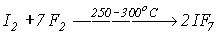 I₂ + 7 F₂ —250−300°C→ 2 IF₇